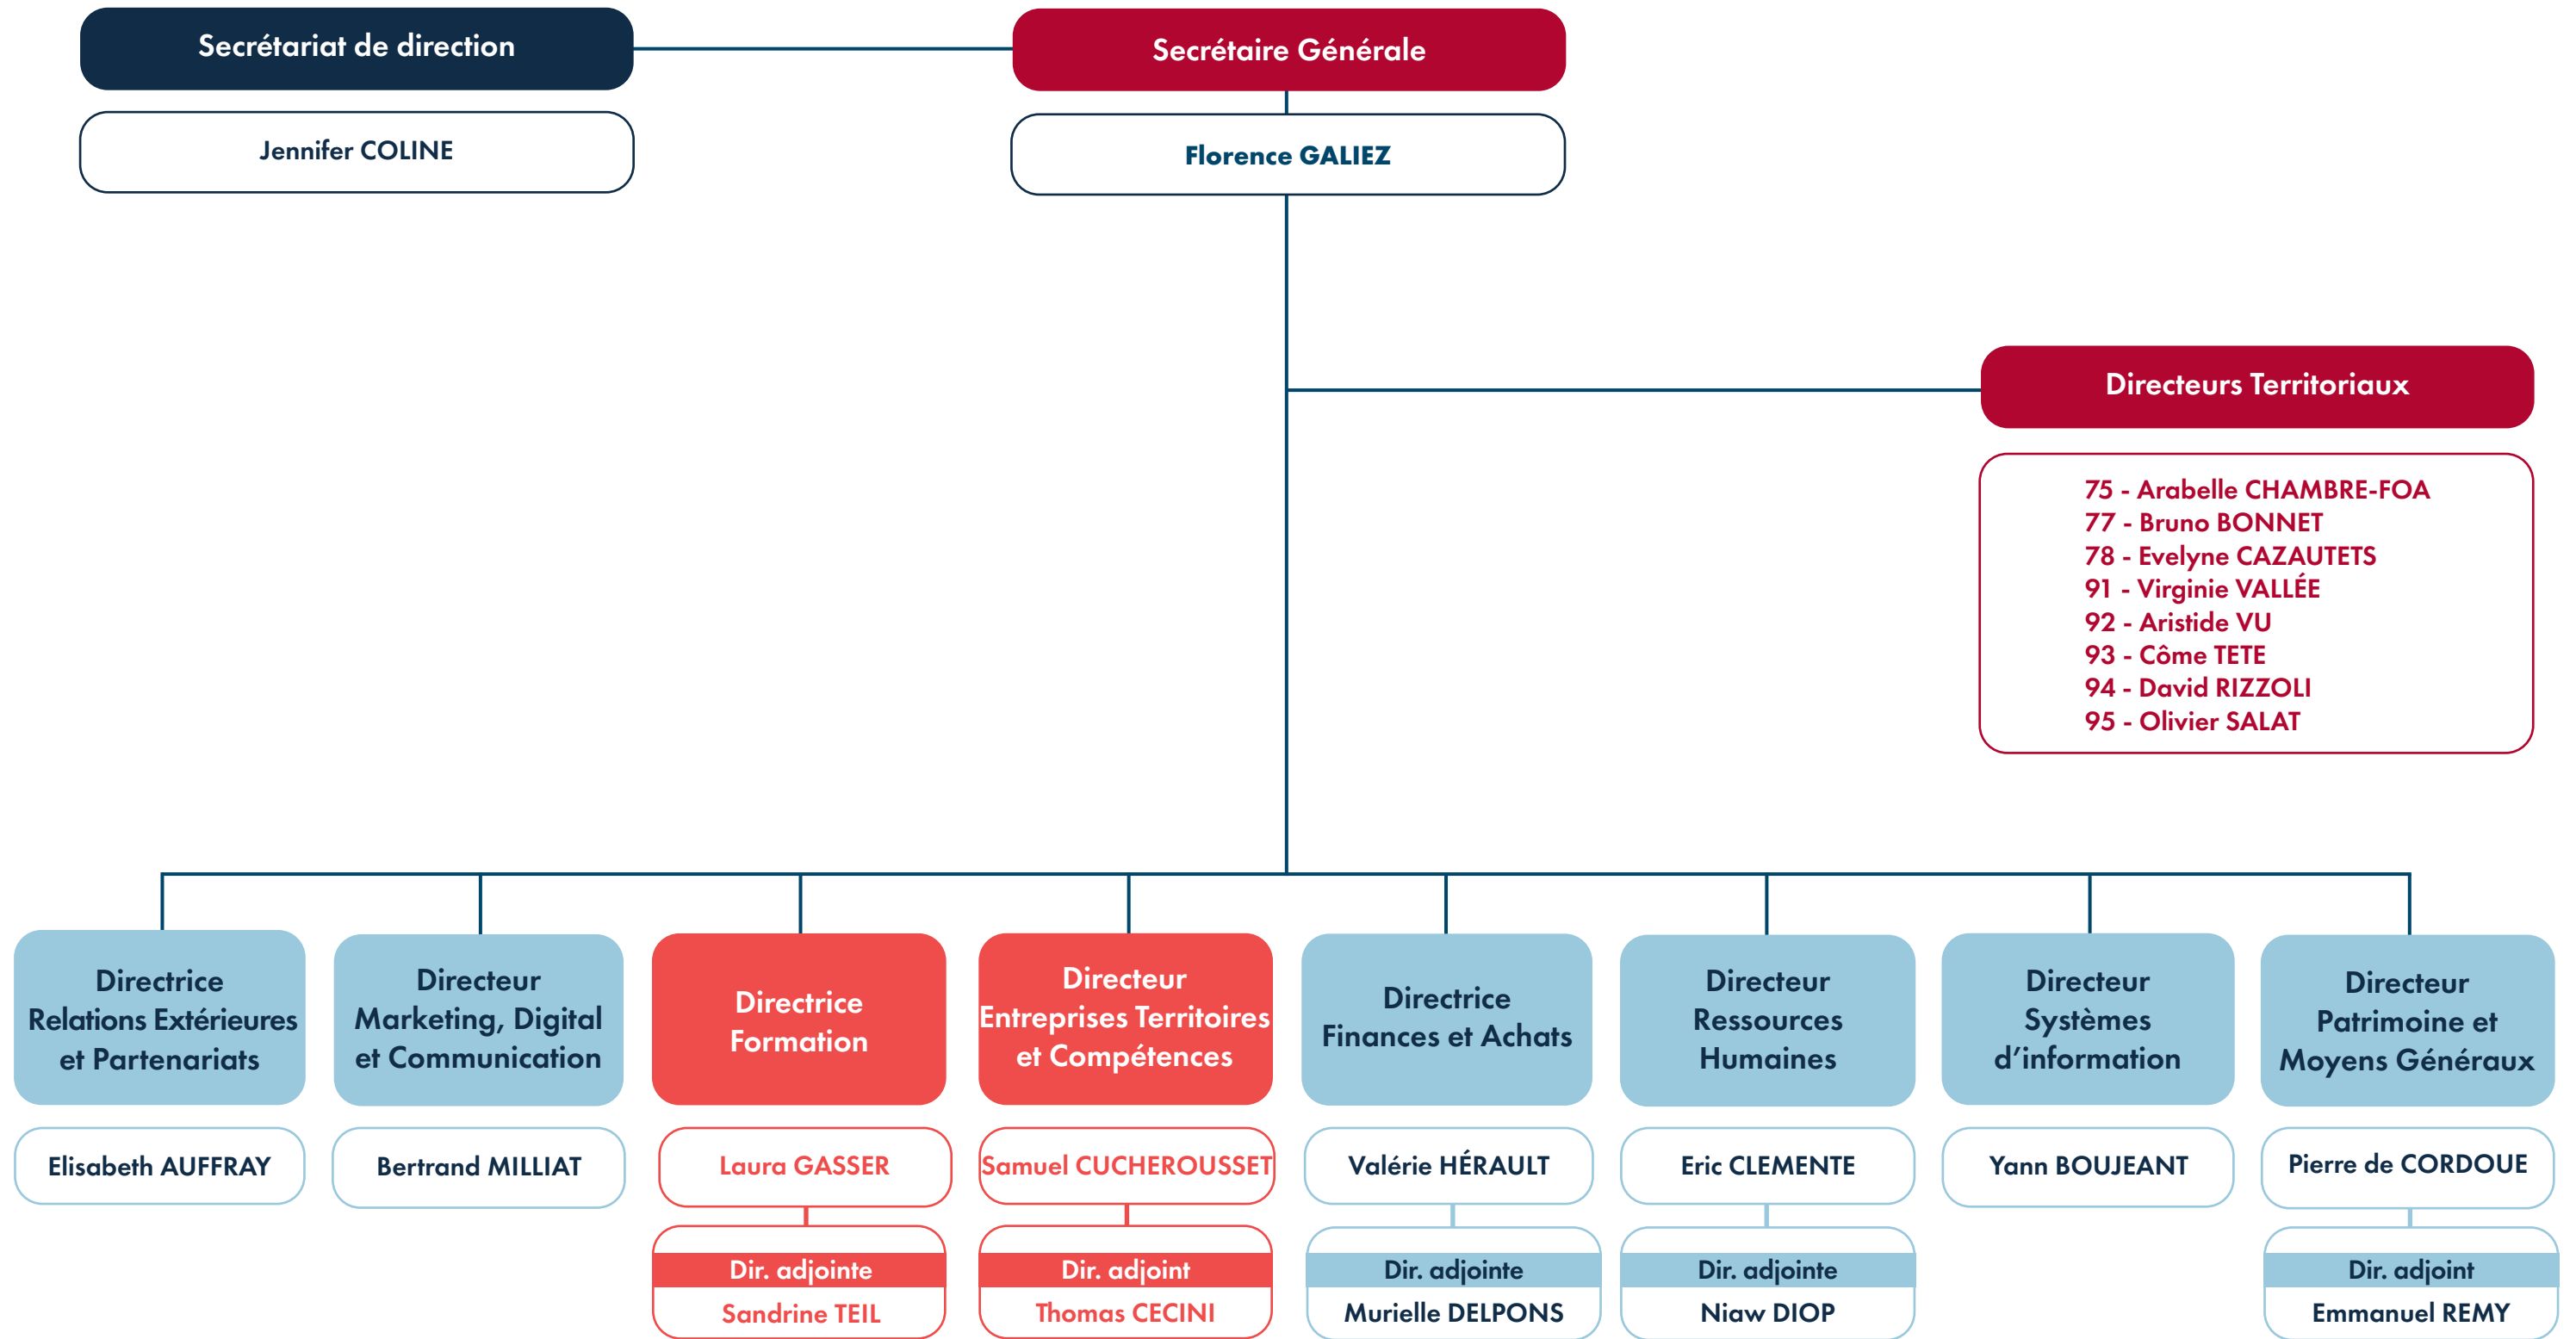 Secrétariat de direction
Jennifer COLINE
Secrétaire Générale
Florence GALIEZ
Directeurs Territoriaux
75 - Arabelle CHAMBRE-FOA
77 - Bruno BONNET
78 - Evelyne CAZAUTETS
91 - Virginie VALLÉE
92 - Aristide VU
93 - Côme TETE
94 - David RIZZOLI
95 - Olivier SALAT
Directrice
Relations Extérieures
et Partenariats
Elisabeth AUFFRAY
Directeur
Marketing, Digital
et Communication
Bertrand MILLIAT
Directrice
Formation
Laura GASSER
Dir. adjointe
Sandrine TEIL
Directeur
Entreprises Territoires
et Compétences
Samuel CUCHEROUSSET
Dir. adjoint
Thomas CECINI
Directrice
Finances et Achats
Valérie HÉRAULT
Dir. adjointe
Murielle DELPONS
Directeur
Ressources
Humaines
Eric CLEMENTE
Dir. adjointe
Niaw DIOP
Directeur
Systèmes
d’information
Yann BOUJEANT
Directeur
Patrimoine et
Moyens Généraux
Pierre de CORDOUE
Dir. adjoint
Emmanuel REMY